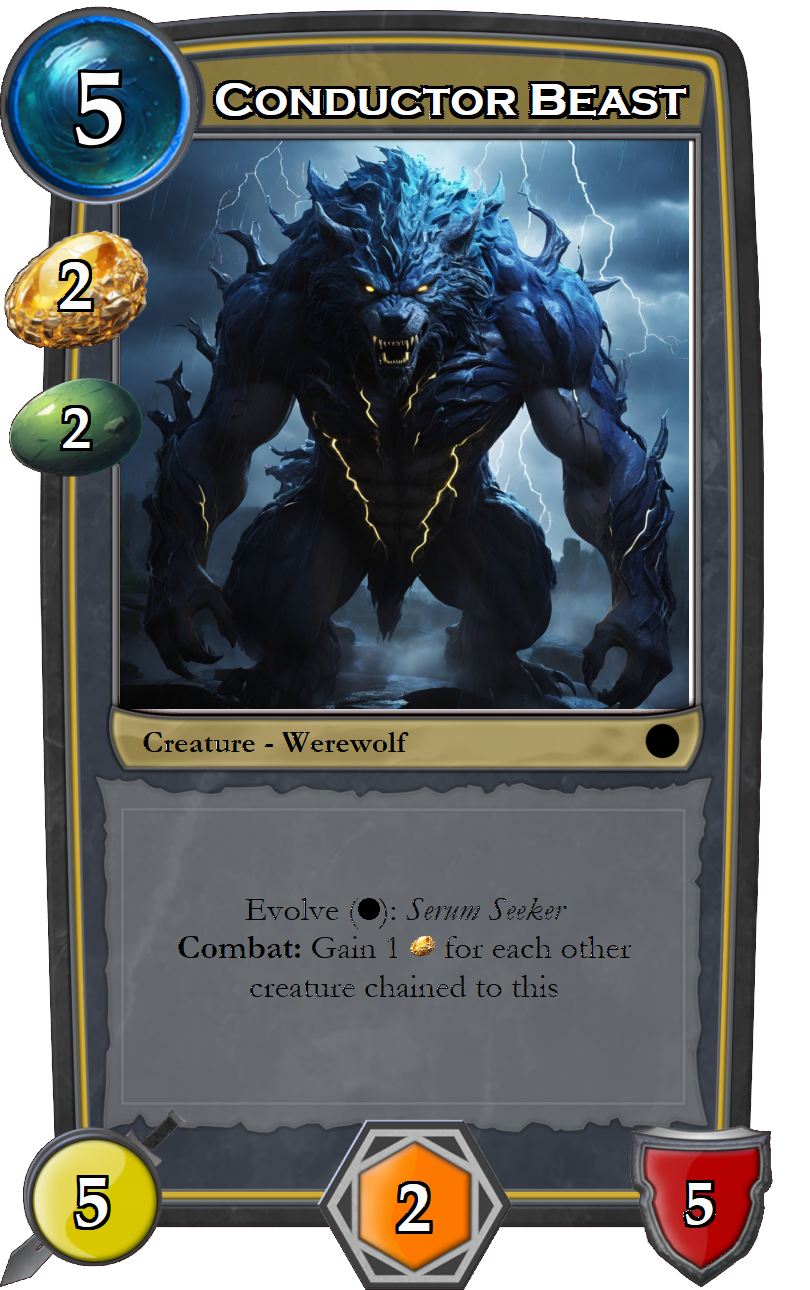 5
Conductor Beast
2
2
Creature - Werewolf
Evolve (●): Serum Seeker
Combat: Gain 1 for each other
creature chained to this
5
2
5